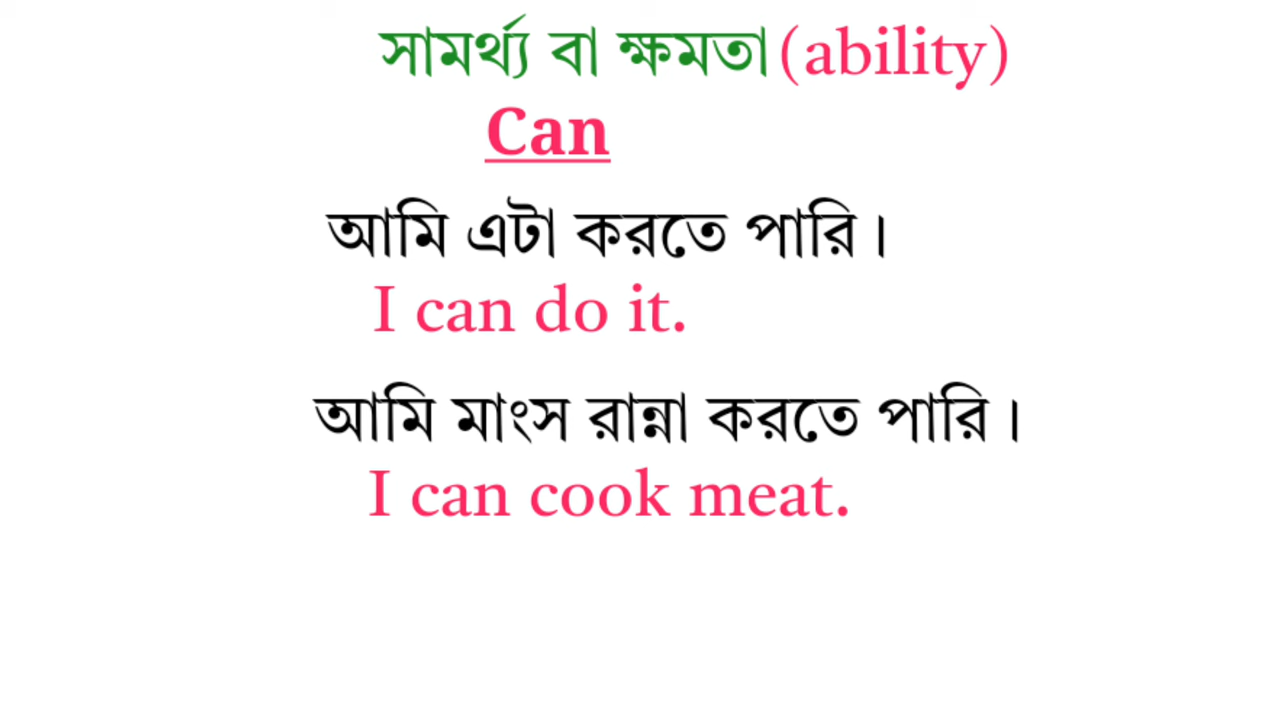 সামর্থ্য বা ক্ষমতা (ability)
Can
আমি এটা করতে পারি।
I can do it.
আমি মাংস রান্না করতে পারি।
I can cook meat.